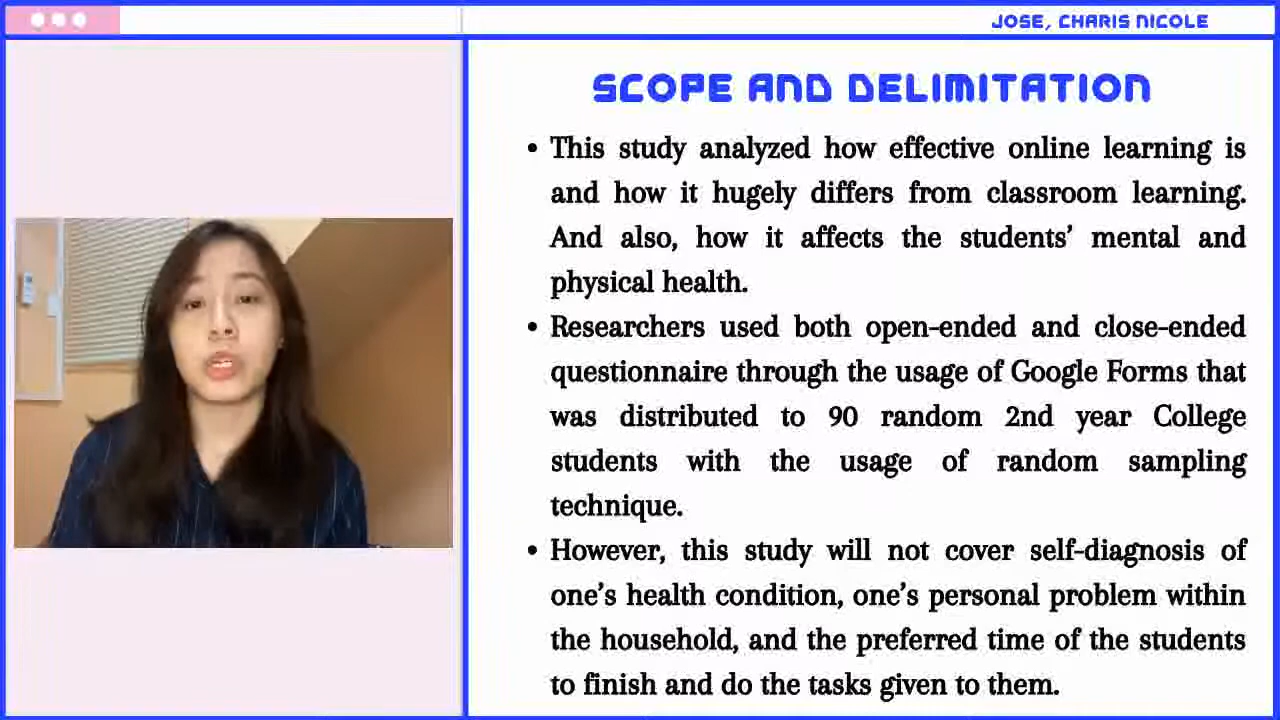 JOSE, CHARIS NICOLE
SCOPE AND DELIMITATION
• This study analyzed how effective online learning is
and how it hugely differs from classroom learning.
And also, how it affects the students’ mental and
physical health.
• Researchers used both open-ended and close-ended
questionnaire through the usage of Google Forms that
was distributed to 90 random 2nd year College
students with the usage of random sampling
technique.
• However, this study will not cover self-diagnosis of
one’s health condition, one’s personal problem within
the household, and the preferred time of the students
to finish and do the tasks given to them.